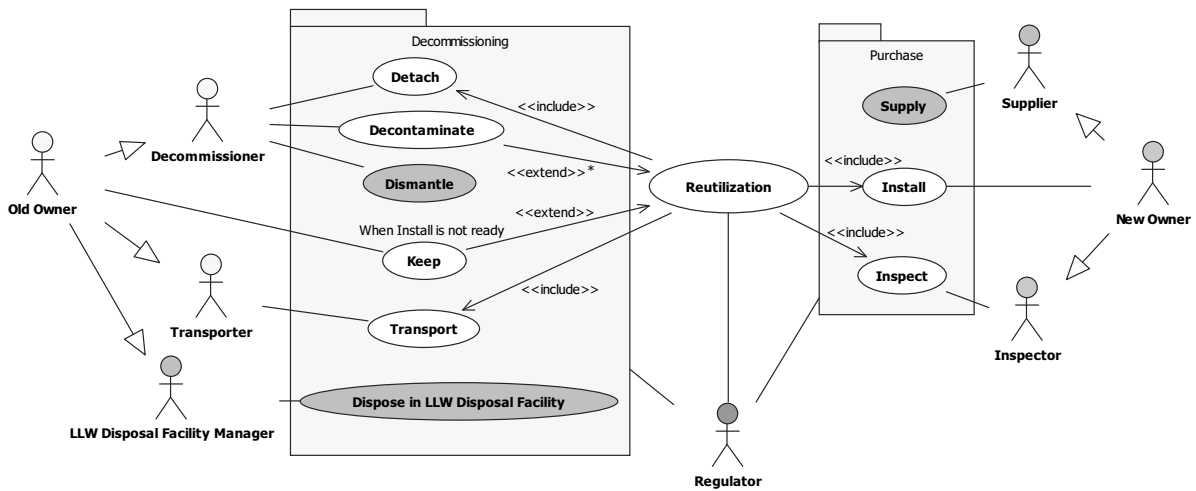 Decommissioning
Purchase
Detach
<<include>>
Supply
Supplier
Decontaminate
Decommissioner
<<extend>>*
<<include>>
Dismantle
Reutilization
Install
Old Owner
<<extend>>
New Owner
When Install is not ready
<<include>>
Keep
Inspect
<<include>>
Transporter
Transport
Inspector
Dispose in LLW Disposal Facility
LLW Disposal Facility Manager
Regulator